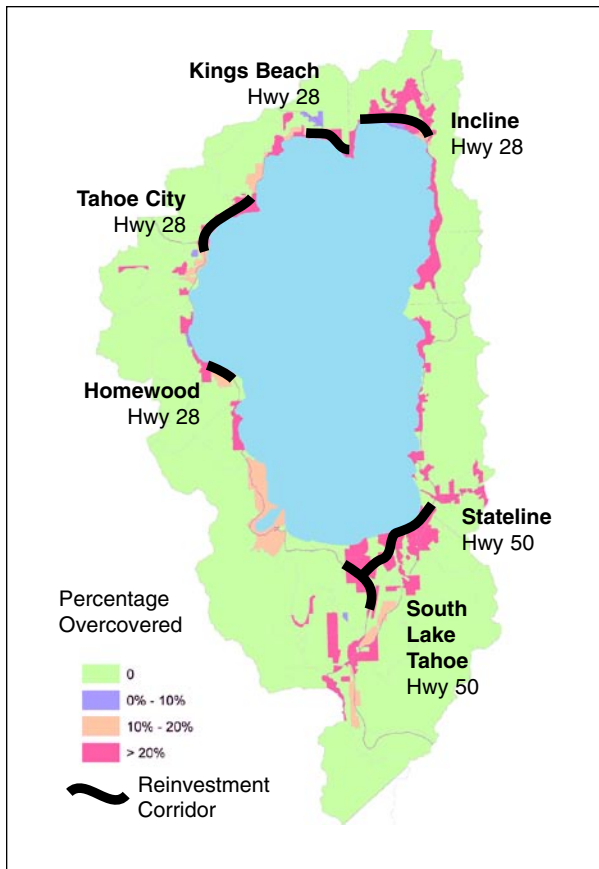 Kings Beach
Hwy 28
Incline
Hwy 28
Tahoe City
Hwy 28
Homewood
Hwy 28
Stateline
Hwy 50
South
Lake
Tahoe
Hwy 50
Percentage
Overcovered
0
0% - 10%
10% - 20%
> 20%
Reinvestment
Corridor